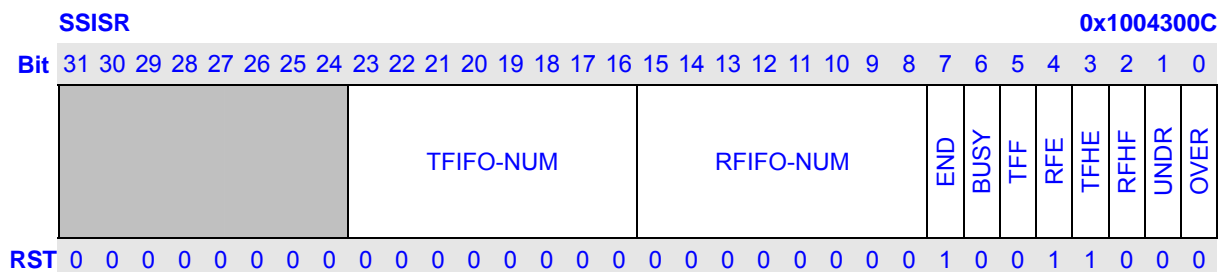 SSISR 0x1004300C
Bit 31 30 29 28 27 26 25 24 23 22 21 20 19 18 17 16 15 14 13 12 11 10 9 8 7 6 5 4 3 2 1 0
TFIFO-NUM RFIFO-NUM END BUSY TFF RFE TFHE RFHF UNDR OVER
RST 0 0 0 0 0 0 0 0 0 0 0 0 0 0 0 0 0 0 0 0 0 0 0 0 1 0 0 1 1 0 0 0